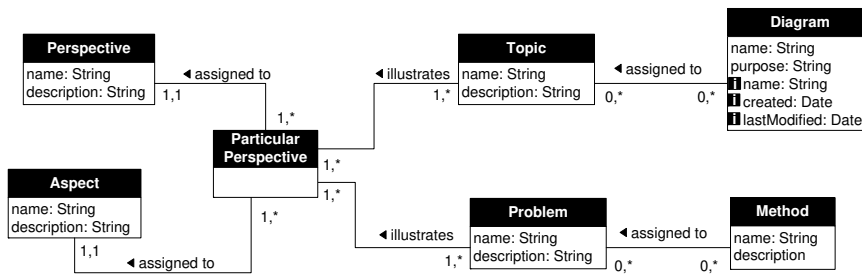 Perspective
name: String
description: String
◄ assigned to
1,1
1,*
Topic
name: String
description: String
◄ illustrates
1,*
◄ assigned to
0,*
0,*
Diagram
name: String
purpose: String
i name: String
i created: Date
i lastModified: Date
Particular
Perspective
1,*
1,*
1,*
Aspect
name: String
description: String
1,1
◄ assigned to
◄ illustrates
1,*
Problem
name: String
description: String
◄ assigned to
0,*
0,*
Method
name: String
description